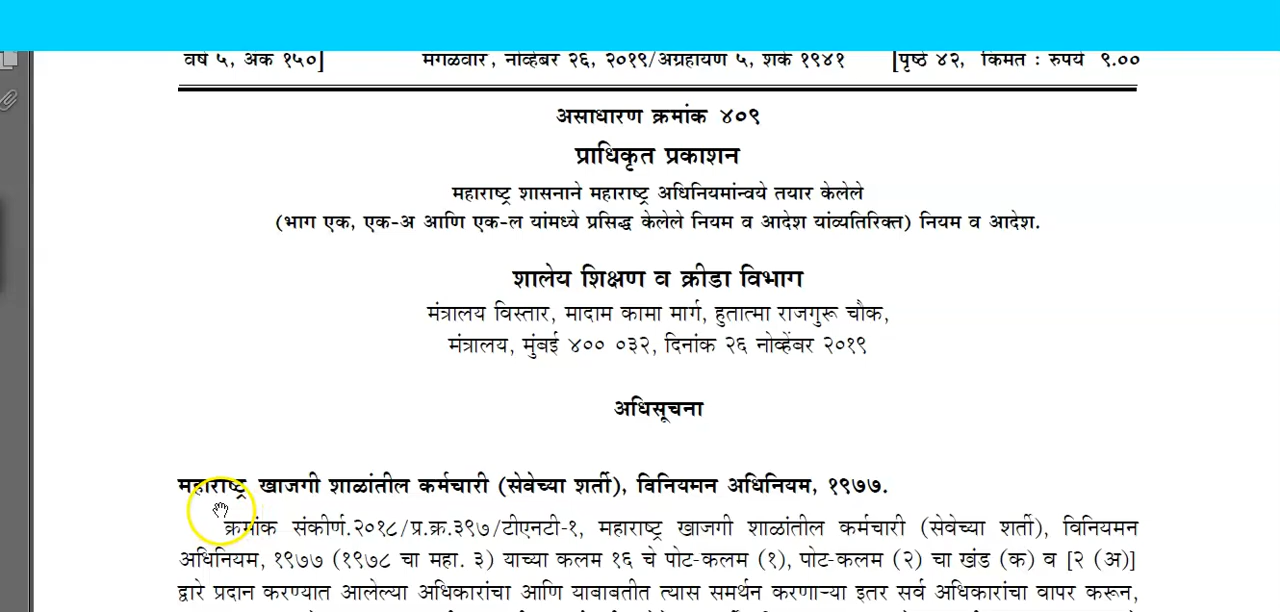 वर्ष ५, अंक १५०]
मंगळवार, नोव्हेंबर २६, २०१९/अग्रहायण ५, शके १९४१
[पृष्ठे ४२, किंमत : रुपये ९.००
असाधारण क्रमांक ४०९
प्राधिकृत प्रकाशन
महाराष्ट्र शासनाने महाराष्ट्र अधिनियमांन्वये तयार केलेले
(भाग एक, एक-अ आणि एक-ल यांमध्ये प्रसिद्ध केलेले नियम व आदेश यांव्यतिरिक्त) नियम व आदेश.
शालेय शिक्षण व क्रीडा विभाग
मंत्रालय विस्तार, मादाम कामा मार्ग, हुतात्मा राजगुरू चौक,
मंत्रालय, मुंबई ४०० ०३२, दिनांक २६ नोव्हेंबर २०१९
अधिसूचना
महाराष्ट्र खाजगी शाळांतील कर्मचारी (सेवेच्या शर्ती), विनियमन अधिनियम, १९७७.
क्रमांक संकीर्ण.२०१८/प्र.क्र.३९७/टीएनटी-१, महाराष्ट्र खाजगी शाळांतील कर्मचारी (सेवेच्या शर्ती), विनियमन
अधिनियम, १९७७ (१९७८ चा महा. ३) याच्या कलम १६ चे पोट-कलम (१), पोट-कलम (२) चा खंड (क) व [२ (अ)]
द्वारे प्रदान करण्यात आलेल्या अधिकारांचा आणि याबाबतीत त्यास समर्थन करणाऱ्या इतर सर्व अधिकारांचा वापर करून,